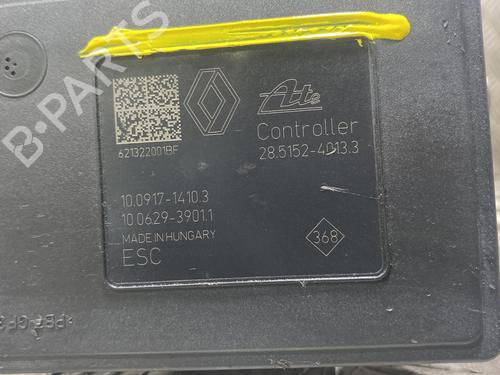 Ate
Controller
621322001BF
28.5152-4013.3
10.0917-1410.3
10.0629-3901.1
MADE IN HUNGARY
ESC
368
B-PARTS